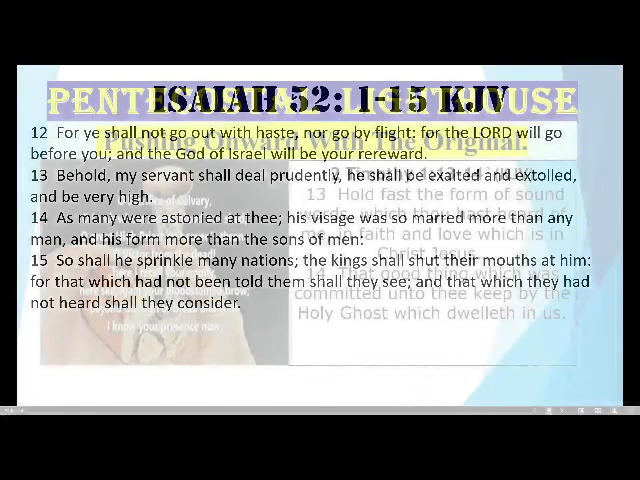 PENTECOSTAL LIGHTHOUSE
ISAIAH 52: 1-15 KJV
Pushing Onward With The Original.
12 For ye shall not go out with haste, nor go by flight: for the LORD will go
before you; and the God of Israel will be your rereward.
13 Behold, my servant shall deal prudently, he shall be exalted and extolled,
and be very high.
14 As many were astonied at thee; his visage was so marred more than any
man, and his form more than the sons of men:
15 So shall he sprinkle many nations; the kings shall shut their mouths at him:
for that which had not been told them shall they see; and that which they had
not heard shall they consider.
13 Hold fast the form of sound
in faith and love which is in
Christ Jesus.
14 That good thing which was
committed unto thee keep by the
Holy Ghost which dwelleth in us.
I know your presence now